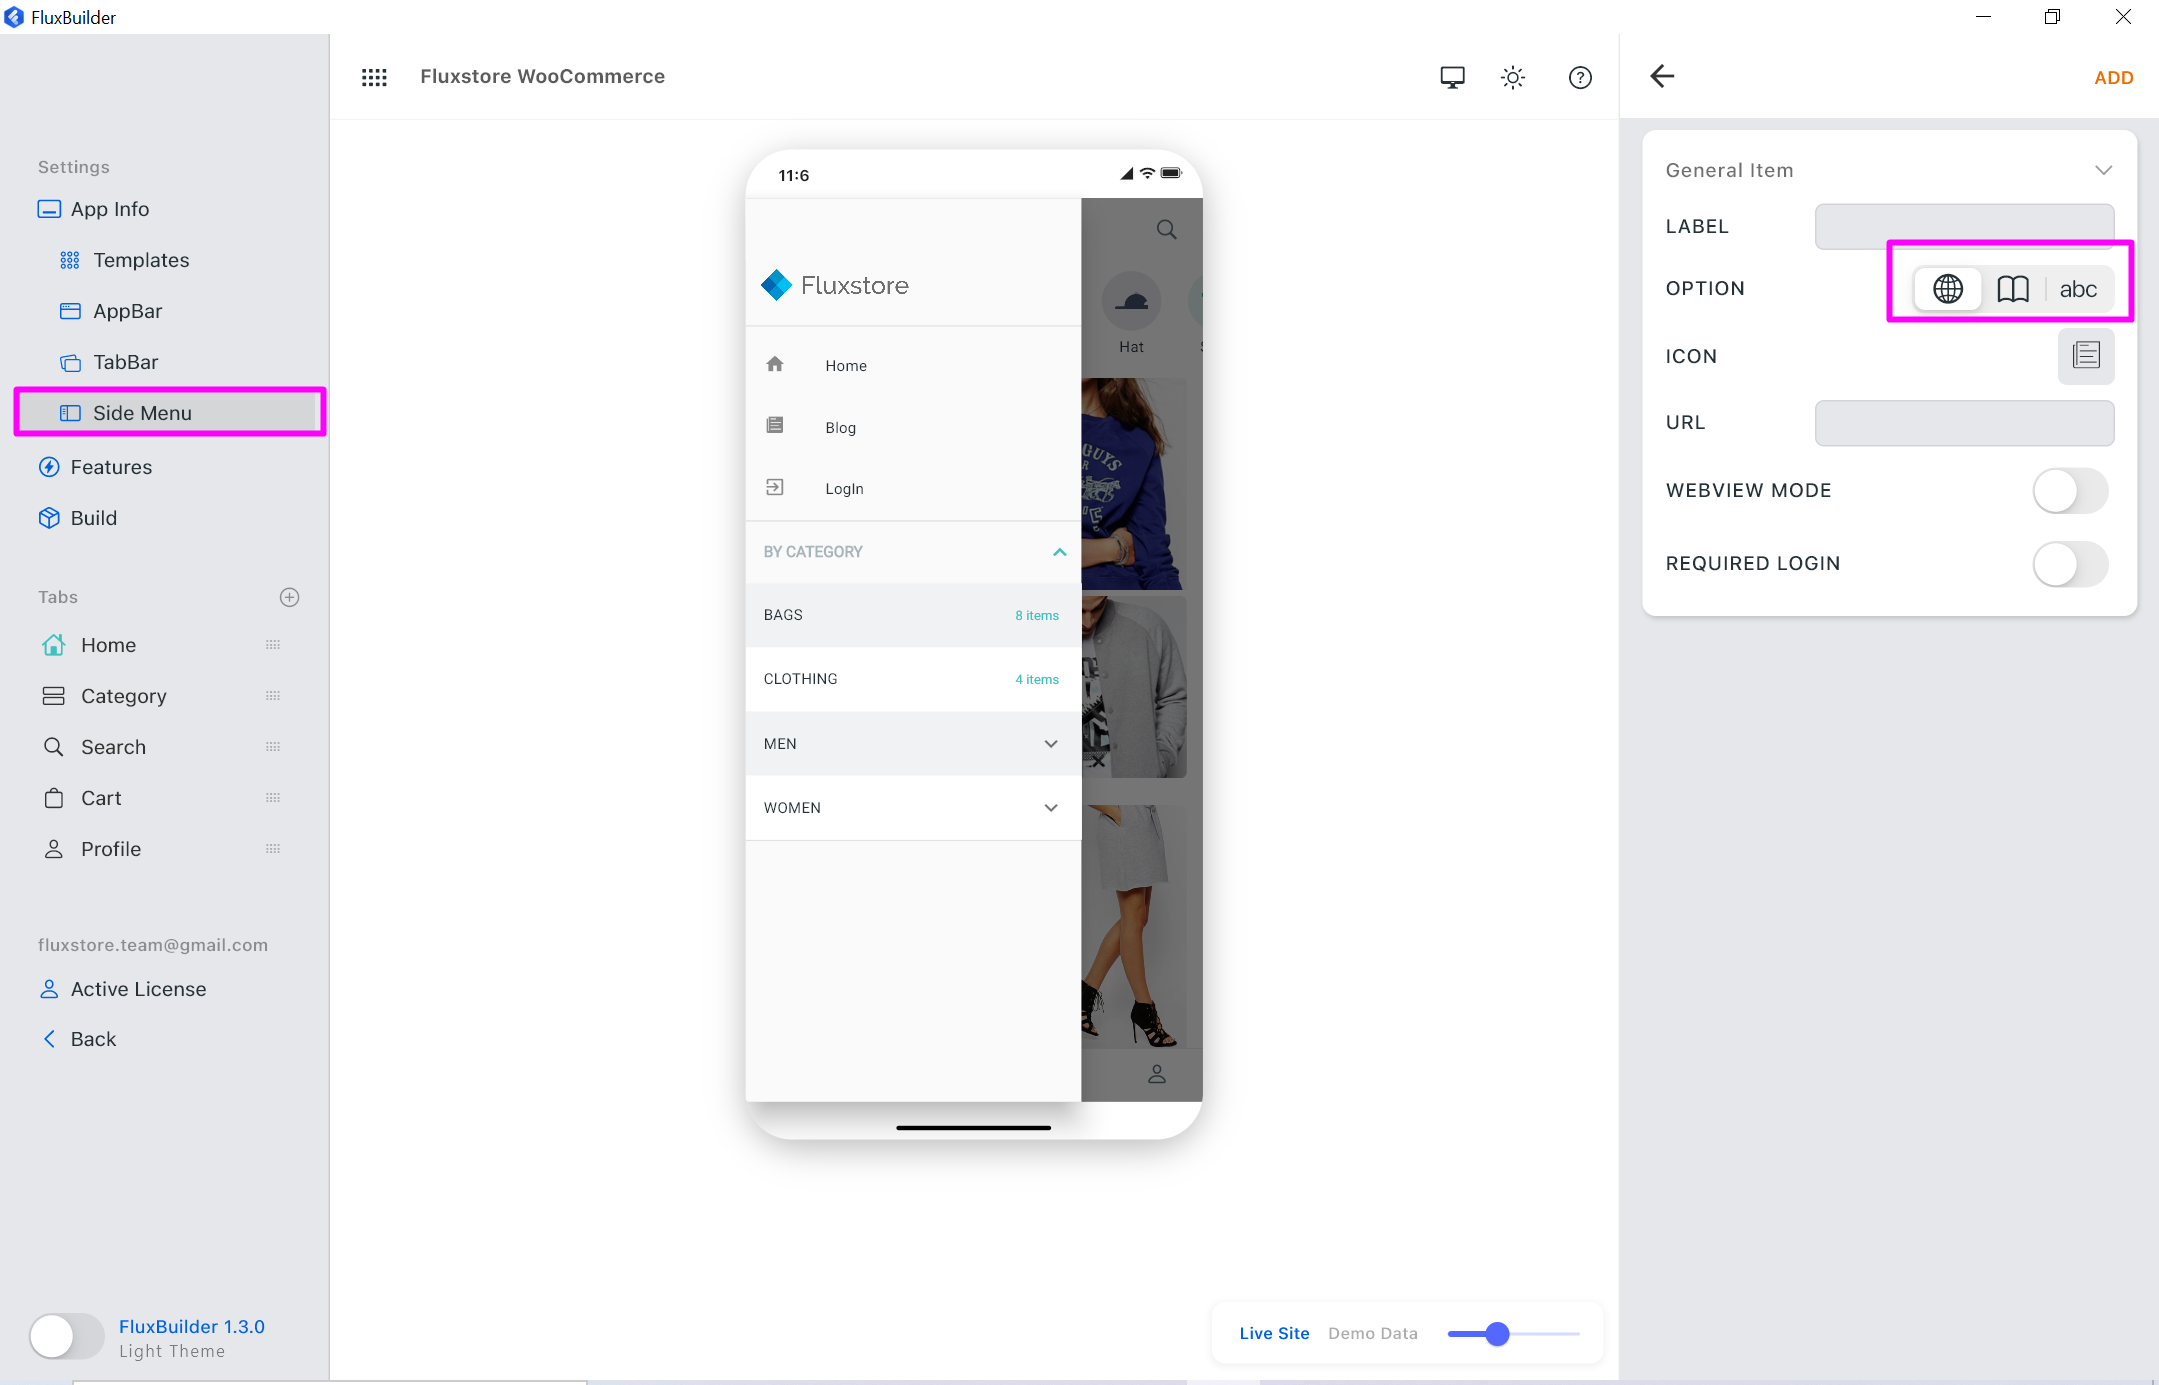 FluxBuilder
Settings
App Info
Templates
AppBar
TabBar
Side Menu
Features
Build
Tabs
Home
Category
Search
Cart
Profile
fluxstore.team@gmail.com
Active License
Back
FluxBuilder 1.3.0
Light Theme
Fluxstore WooCommerce
11:6
Fluxstore
Home
Blog
LogIn
BY CATEGORY
BAGS 8 items
CLOTHING 4 items
MEN
WOMEN
Hat
GUYS
Live Site Demo Data
ADD
General Item
LABEL
OPTION abc
ICON
URL
WEBVIEW MODE
REQUIRED LOGIN